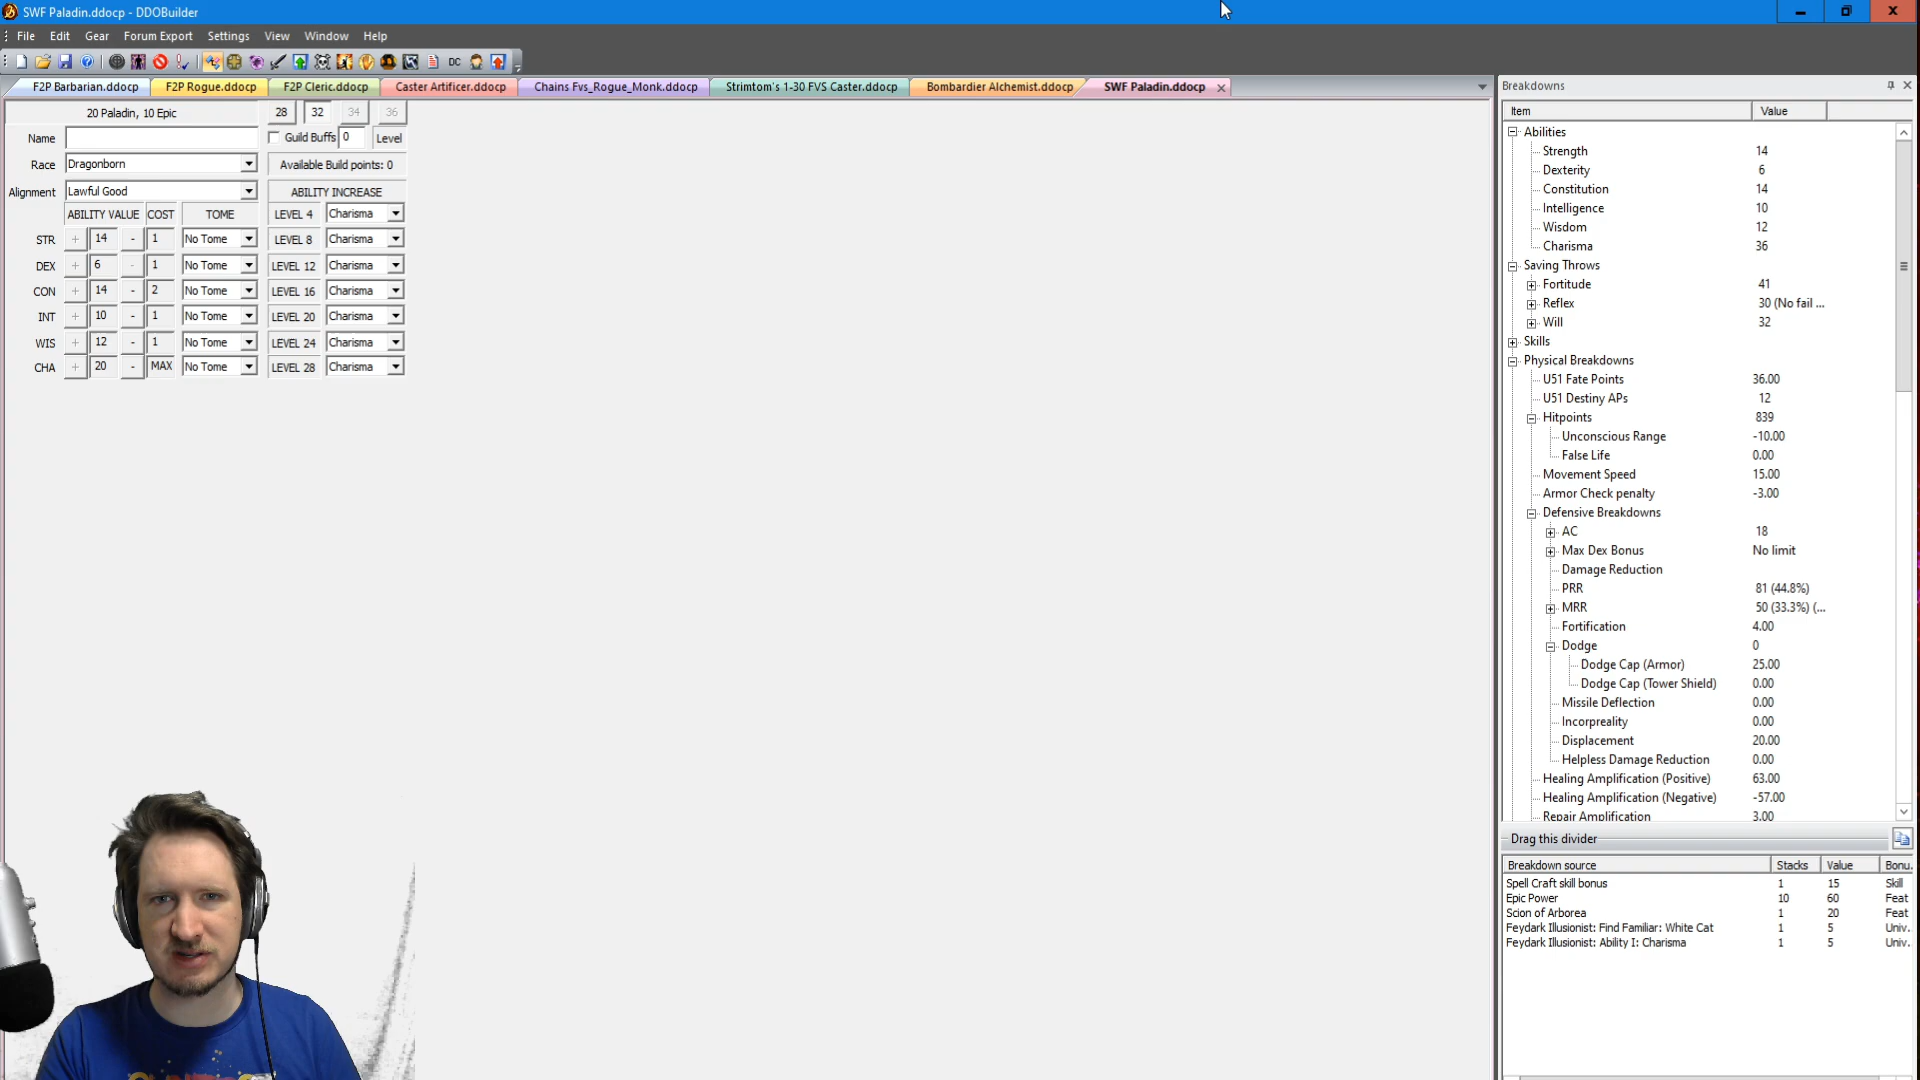 SWF Paladin.ddocp - DDOBuilder
File Edit Gear Forum Export Settings View Window Help
DC
F2P Barbarian.ddocp F2P Rogue.ddocp F2P Cleric.ddocp Caster Artificer.ddocp Chains Fvs_Rogue_Monk.ddocp Strimtom's 1-30 FVS Caster.ddocp Bombardier Alchemist.ddocp SWF Paladin.ddocp
20 Paladin, 10 Epic 28 32 34 36
Name Guild Buffs 0 Level
Race Dragonborn Available Build points: 0
Alignment Lawful Good ABILITY INCREASE
ABILITY VALUE COST TOME LEVEL 4 Charisma
STR + 14 - 1 No Tome LEVEL 8 Charisma
DEX + 6 - 1 No Tome LEVEL 12 Charisma
CON + 14 - 2 No Tome LEVEL 16 Charisma
INT + 10 - 1 No Tome LEVEL 20 Charisma
WIS + 12 - 1 No Tome LEVEL 24 Charisma
CHA + 20 - MAX No Tome LEVEL 28 Charisma
Breakdowns
Item Value
Abilities
Strength 14
Dexterity 6
Constitution 14
Intelligence 10
Wisdom 12
Charisma 36
Saving Throws
Fortitude 41
Reflex 30 (No fail ...
Will 32
Skills
Physical Breakdowns
U51 Fate Points 36.00
U51 Destiny APs 12
Hitpoints 839
Unconscious Range -10.00
False Life 0.00
Movement Speed 15.00
Armor Check penalty -3.00
Defensive Breakdowns
AC 18
Max Dex Bonus No limit
Damage Reduction
PRR 81 (44.8%)
MRR 50 (33.3%) (...
Fortification 4.00
Dodge 0
Dodge Cap (Armor) 25.00
Dodge Cap (Tower Shield) 0.00
Missile Deflection 0.00
Incorpreality 0.00
Displacement 20.00
Helpless Damage Reduction 0.00
Healing Amplification (Positive) 63.00
Healing Amplification (Negative) -57.00
Repair Amplification 3.00
Drag this divider
Breakdown source Stacks Value Bonu.
Spell Craft skill bonus 1 15 Skill
Epic Power 10 60 Feat
Scion of Arborea 1 20 Feat
Feydark Illusionist: Find Familiar: White Cat 1 5 Univ.
Feydark Illusionist: Ability I: Charisma 1 5 Univ.